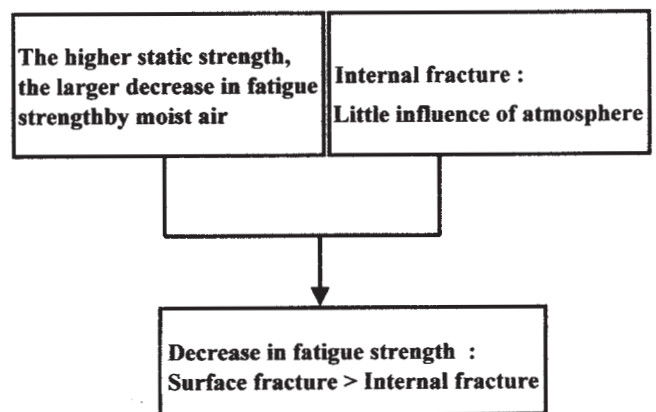 The higher static strength,
the larger decrease in fatigue
strengthby moist air
Internal fracture :
Little influence of atmosphere
Decrease in fatigue strength :
Surface fracture > Internal fracture